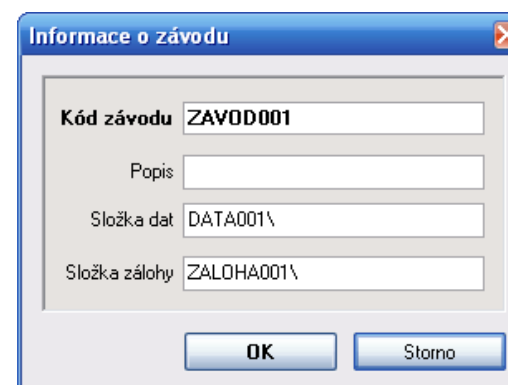 Informace o závodu
Kód závodu ZAVOD001
Popis
Složka dat DATA001\
Složka zálohy ZALOHA001\
OK Storno